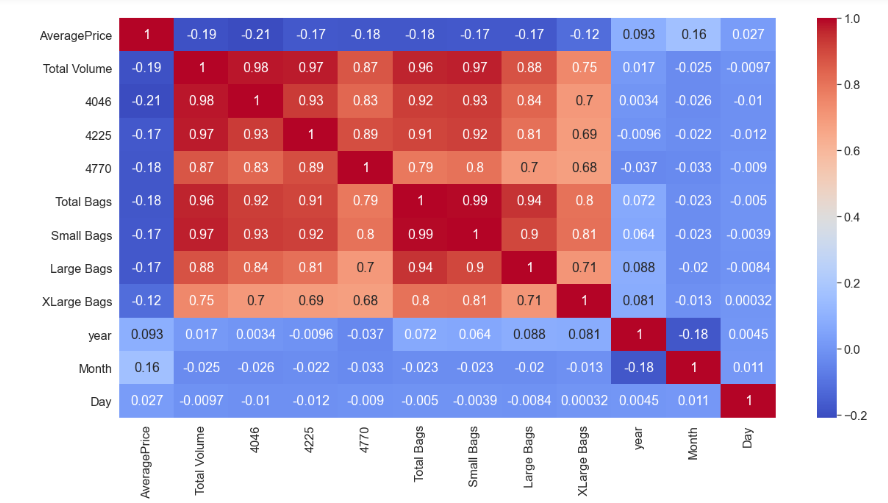 AveragePrice 1 -0.19 -0.21 -0.17 -0.18 -0.18 -0.17 -0.17 -0.12 0.093 0.16 0.027
Total Volume -0.19 1 0.98 0.97 0.87 0.96 0.97 0.88 0.75 0.017 -0.025 -0.0097
4046 -0.21 0.98 1 0.93 0.83 0.92 0.93 0.84 0.7 0.0034 -0.026 -0.01
4225 -0.17 0.97 0.93 1 0.89 0.91 0.92 0.81 0.69 -0.0096 -0.022 -0.012
4770 -0.18 0.87 0.83 0.89 1 0.79 0.8 0.7 0.68 -0.037 -0.033 -0.009
Total Bags -0.18 0.96 0.92 0.91 0.79 1 0.99 0.94 0.8 0.072 -0.023 -0.005
Small Bags -0.17 0.97 0.93 0.92 0.8 0.99 1 0.9 0.81 0.064 -0.023 -0.0039
Large Bags -0.17 0.88 0.84 0.81 0.7 0.94 0.9 1 0.71 0.088 -0.02 -0.0084
XLarge Bags -0.12 0.75 0.7 0.69 0.68 0.8 0.81 0.71 1 0.081 -0.013 0.00032
year 0.093 0.017 0.0034 -0.0096 -0.037 0.072 0.064 0.088 0.081 1 -0.18 0.0045
Month 0.16 -0.025 -0.026 -0.022 -0.033 -0.023 -0.023 -0.02 -0.013 -0.18 1 0.011
Day 0.027 -0.0097 -0.01 -0.012 -0.009 -0.005 -0.0039 -0.0084 0.00032 0.0045 0.011 1
AveragePrice
Total Volume
4046
4225
4770
Total Bags
Small Bags
Large Bags
XLarge Bags
year
Month
Day
1.0
0.8
0.6
0.4
0.2
0.0
-0.2